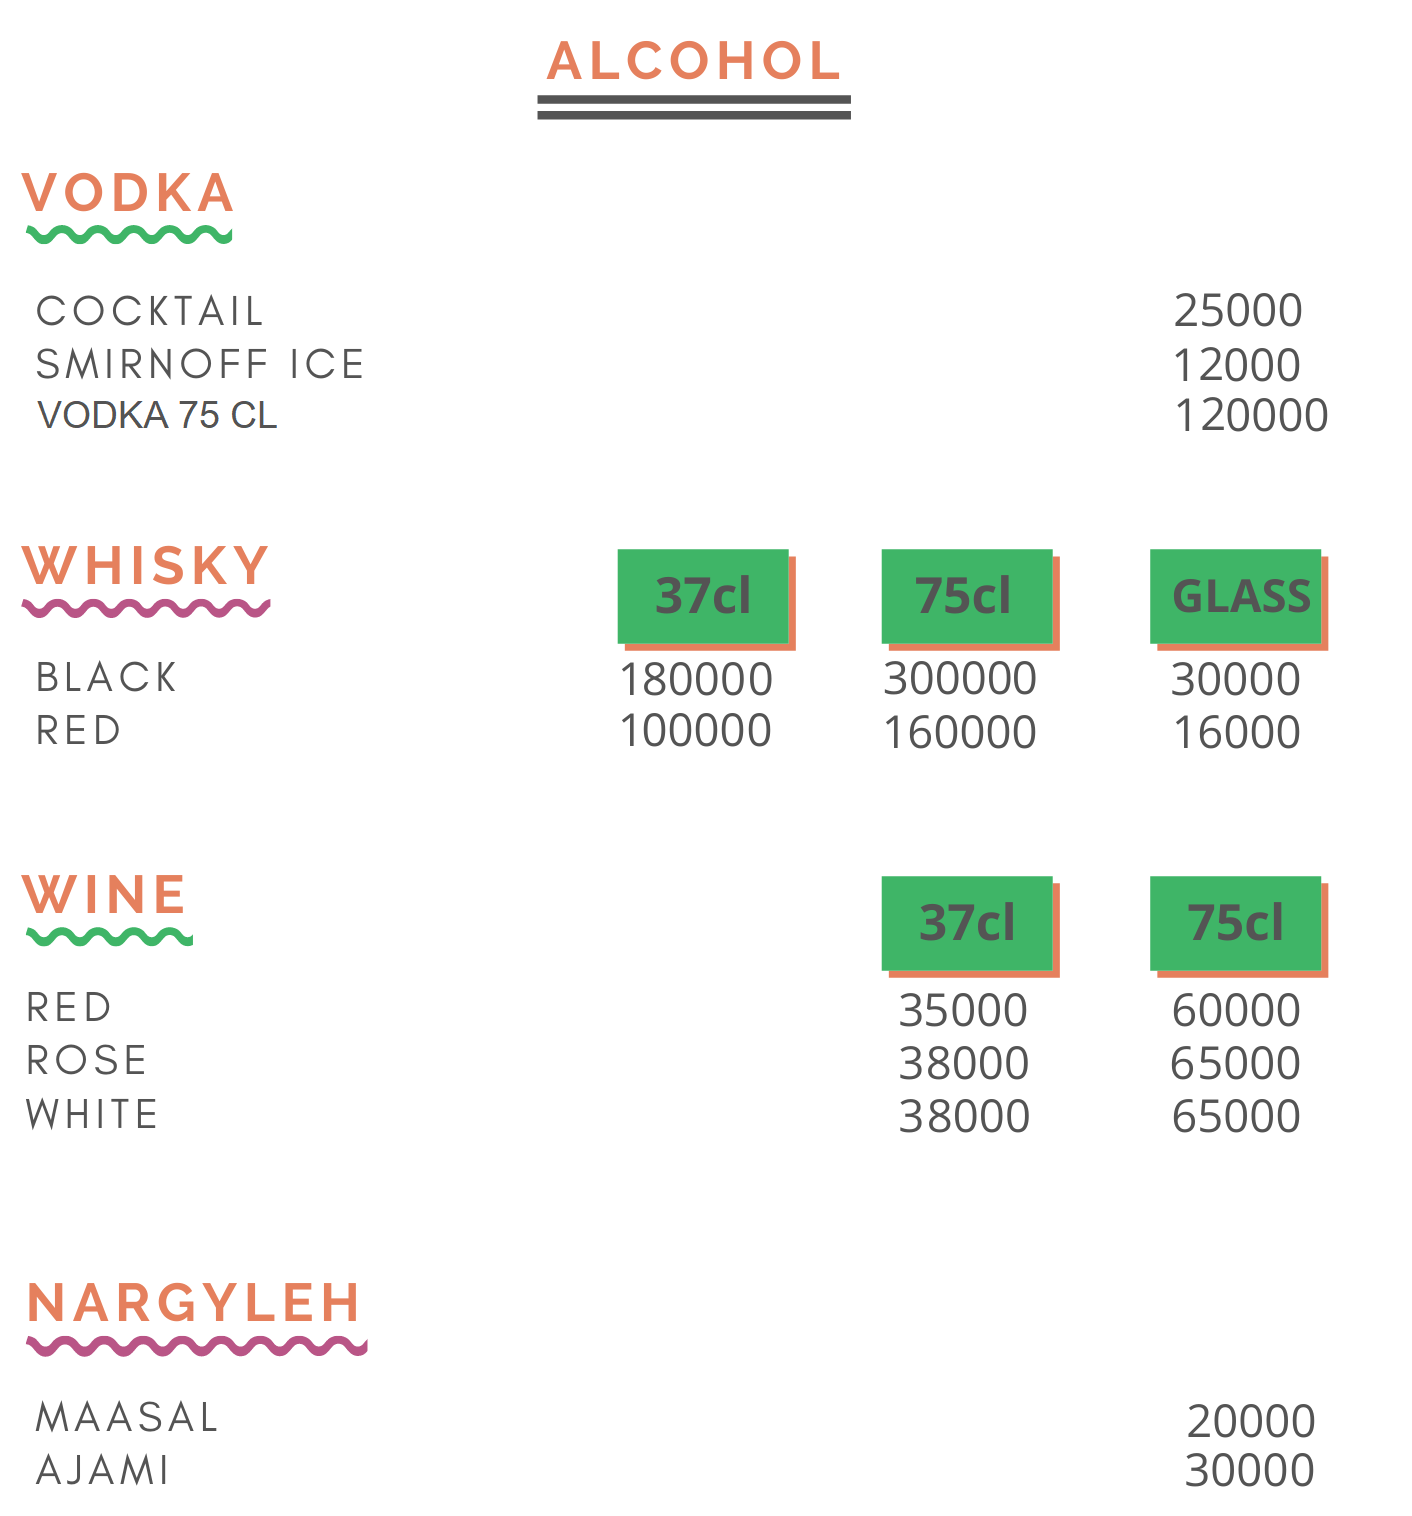 ALCOHOL
VODKA
COCKTAIL 25000
SMIRNOFF ICE 12000
VODKA 75 CL 120000
WHISKY 37cl 75cl GLASS
BLACK 180000 300000 30000
RED 100000 160000 16000
WINE 37cl 75cl
RED 35000 60000
ROSE 38000 65000
WHITE 38000 65000
NARGYLEH
MAASAL 20000
AJAMI 30000